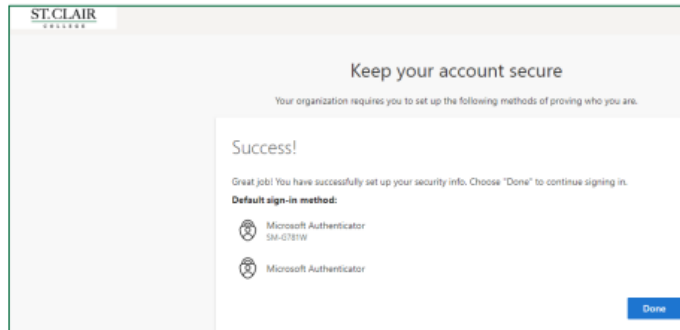 ST.CLAIR
COLLEGE
Keep your account secure
Your organization requires you to set up the following methods of proving who you are.
Success!
Great job! You have successfully set up your security info. Choose "Done" to continue signing in.
Default sign-in method:
Microsoft Authenticator
SM-G781W
Microsoft Authenticator
Done